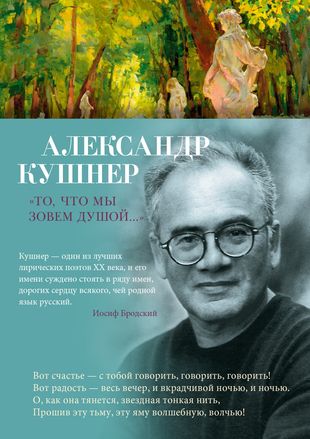 АЛЕКСАНДР
КУШНЕР
«ТО, ЧТО МЫ
ЗОВЕМ ДУШОЙ...»
Кушнер — один из лучших
лирических поэтов XX века, и его
имени суждено стоять в ряду имен,
дорогих сердцу всякого, чей родной
язык русский.
Иосиф Бродский
Вот счастье — с тобой говорить, говорить, говорить!
Вот радость — весь вечер, и вкрадчивой ночью, и ночью.
О, как она тянется, звездная тонкая нить,
Прошив эту тьму, эту яму волшебную, волчью!